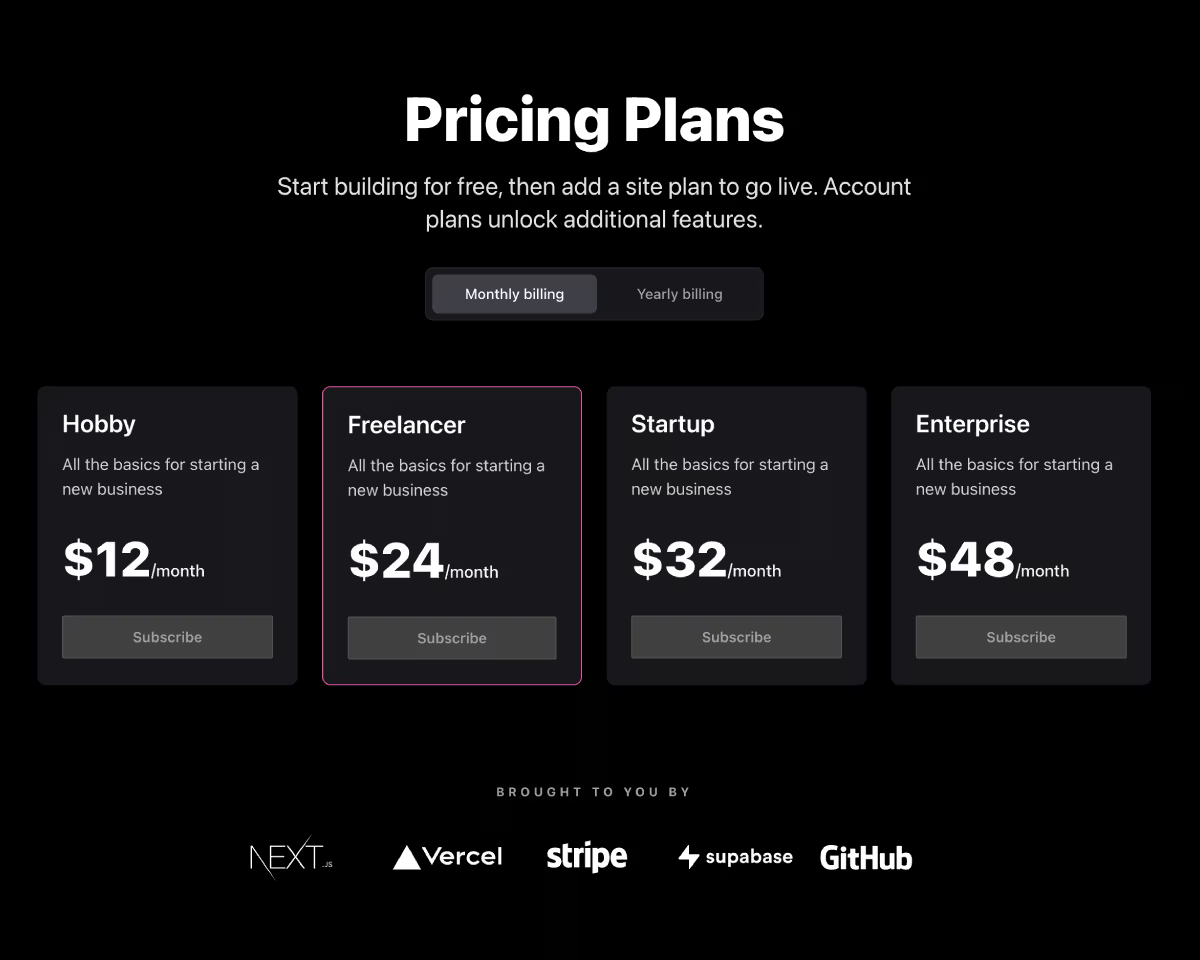 Pricing Plans
Start building for free, then add a site plan to go live. Account
plans unlock additional features.
Monthly billing
Yearly billing
Hobby
All the basics for starting a
new business
$12/month
Subscribe
Freelancer
All the basics for starting a
new business
$24/month
Subscribe
Startup
All the basics for starting a
new business
$32/month
Subscribe
Enterprise
All the basics for starting a
new business
$48/month
Subscribe
BROUGHT TO YOU BY
NEXT.JS
Vercel
stripe
supabase
GitHub